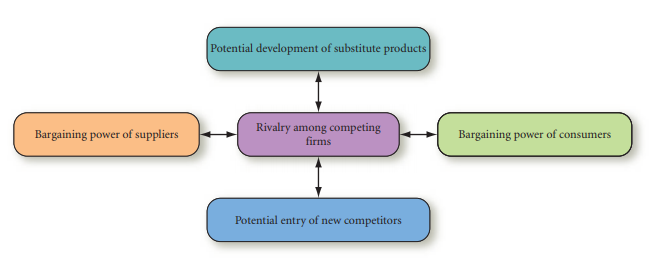 Potential development of substitute products
Bargaining power of suppliers
Rivalry among competing
firms
Bargaining power of consumers
Potential entry of new competitors